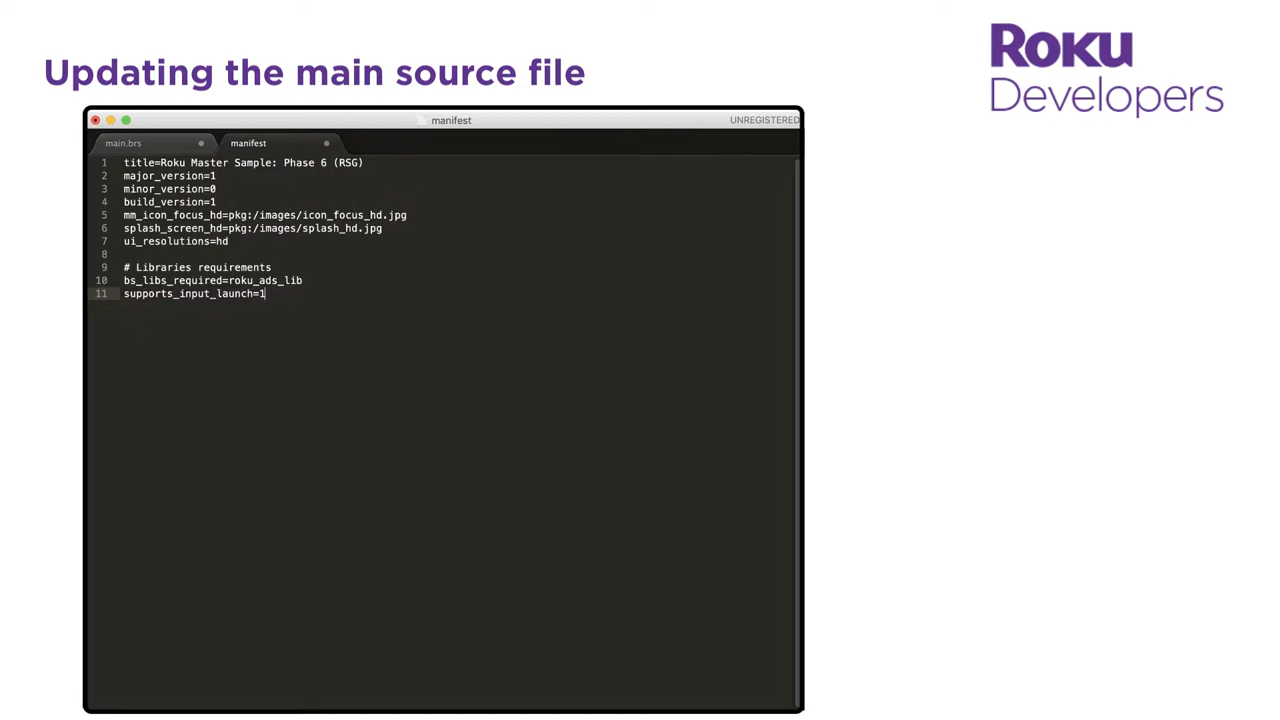 Updating the main source file
ROKU
Developers
manifest
UNREGISTERED
main.brs
manifest
1 title=Roku Master Sample: Phase 6 (RSG)
2 major_version=1
3 minor_version=0
4 build_version=1
5 mm_icon_focus_hd=pkg:/images/icon_focus_hd.jpg
6 splash_screen_hd=pkg:/images/splash_hd.jpg
7 ui_resolutions=hd
8
9 # Libraries requirements
10 bs_libs_required=roku_ads_lib
11 supports_input_launch=1